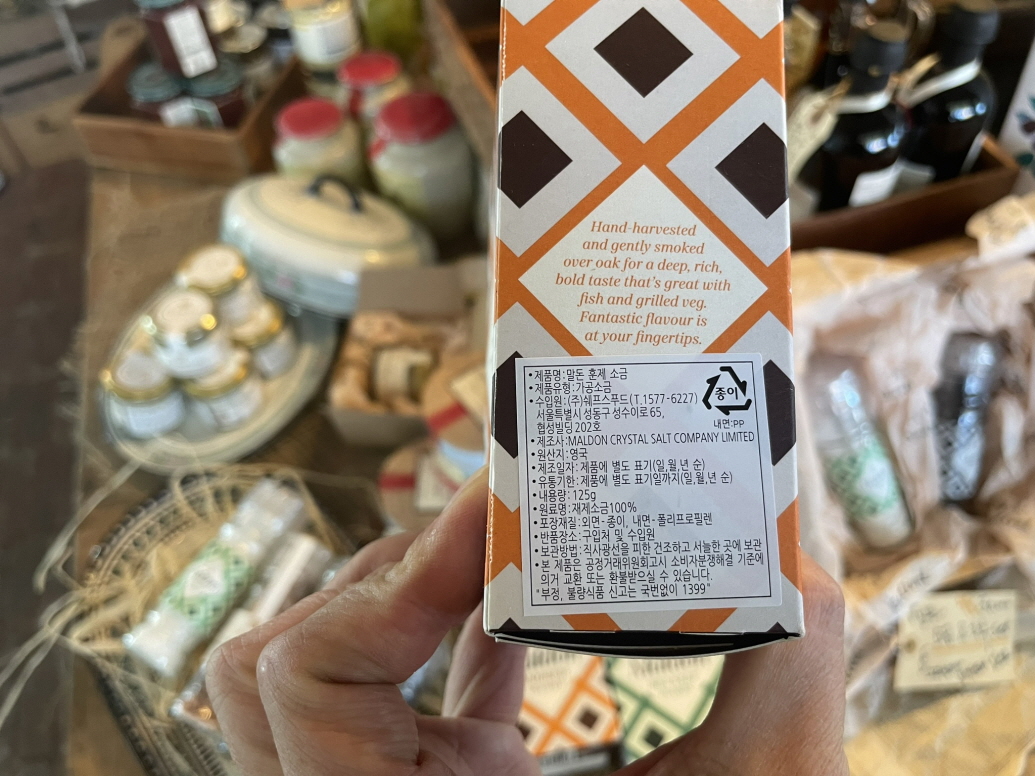 Hand-harvested
and gently smoked
over oak for a deep, rich,
bold taste that's great with
fish and grilled veg.
Fantastic flavour is
at your fingertips.
• 제품명: 말돈 훈제 소금
• 제품유형: 가공소금
• 수입원: (주)쉐프스푸드(T.1577-6227)
서울특별시 성동구 성수이로 65,
협성빌딩 202호
종이
내면:PP
• 제조사: MALDON CRYSTAL SALT COMPANY LIMITED
• 원산지: 영국
• 제조일자: 제품에 별도 표기(일,월,년 순)
• 유통기한: 제품에 별도 표기일까지(일,월,년 순)
• 내용량: 125g
• 원료명: 재제소금100%
• 포장재질: 외면-종이, 내면-폴리프로필렌
• 반품장소: 구입처 및 수입원
• 보관방법: 직사광선을 피한 건조하고 서늘한 곳에 보관
• 본 제품은 공정거래위원회고시 소비자분쟁해결 기준에
의거 교환 또는 환불받으실 수 있습니다.
"부정, 불량식품 신고는 국번없이 1399"